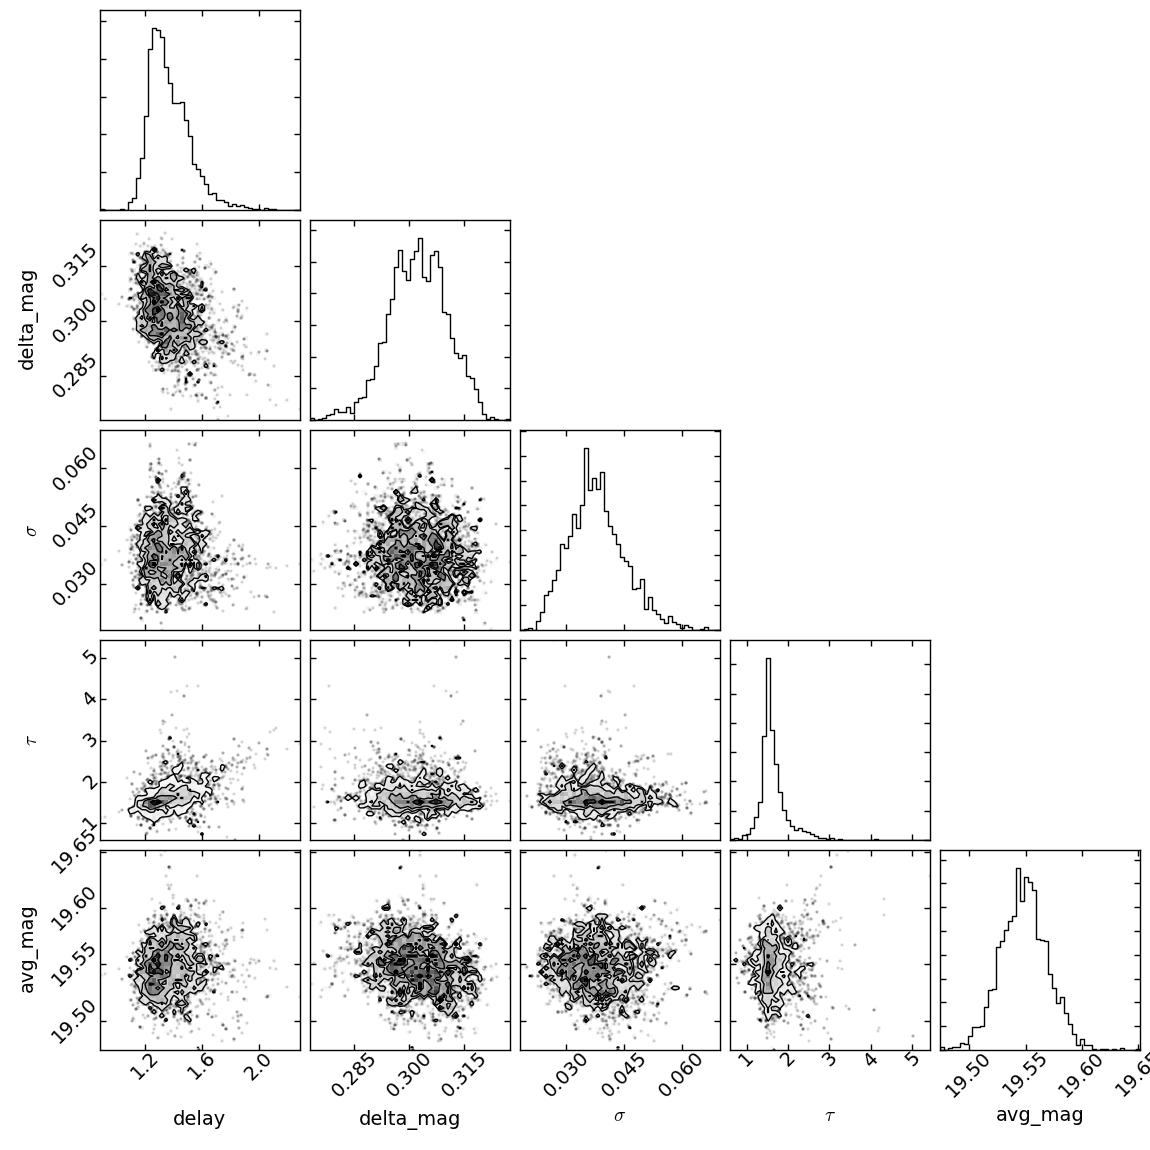 0.315
0.300
0.285
delta_mag
0.060
0.045
0.030
σ
5
4
3
2
1
τ
19.65
19.60
19.55
19.50
avg_mag
1.2 1.6 2.0
0.285 0.300 0.315
0.030 0.045 0.060
1 2 3 4 5
19.50 19.55 19.60 19.65
delay delta_mag σ τ avg_mag